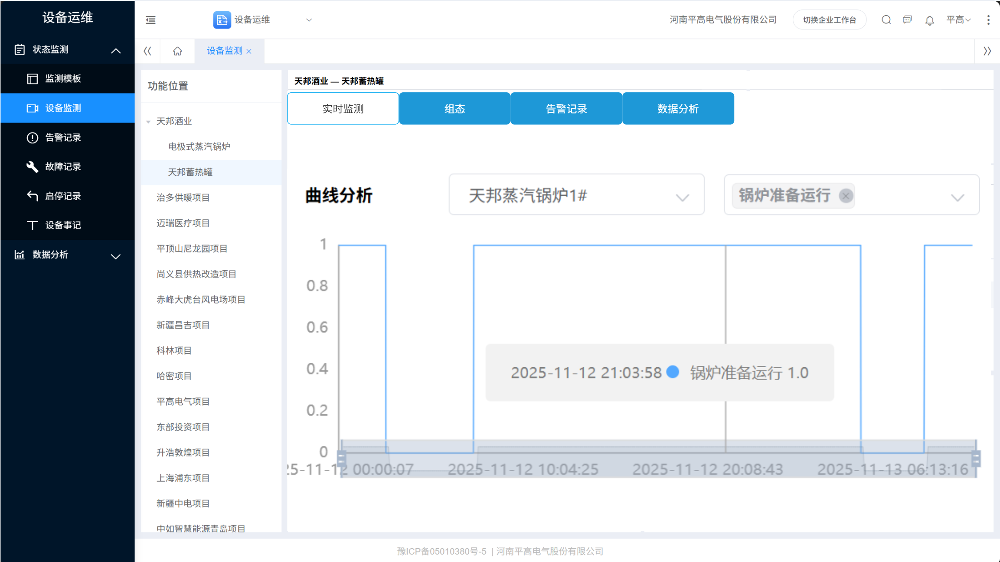 设备运维
设备运维
河南平高电气股份有限公司
切换企业工作台
平高
状态监测
监测模板
设备监测
告警记录
故障记录
启停记录
设备事记
数据分析
设备监测
功能位置
天邦酒业
电极式蒸汽锅炉
天邦蓄热罐
治多供暖项目
迈瑞医疗项目
平顶山尼龙园项目
尚义县供热改造项目
赤峰大虎台风电场项目
新疆昌吉项目
科林项目
哈密项目
平高电气项目
东部投资项目
升浩敦煌项目
上海浦东项目
新疆中电项目
中如智慧能源青岛项目
天邦酒业 — 天邦蓄热罐
实时监测
组态
告警记录
数据分析
曲线分析
天邦蒸汽锅炉1#
锅炉准备运行
1
0.8
0.6
0.4
0.2
0
2025-11-12 21:03:58 锅炉准备运行 1.0
25-11-12 00:00:07
2025-11-12 10:04:25
2025-11-12 20:08:43
2025-11-13 06:13:16
豫ICP备05010380号-5 | 河南平高电气股份有限公司